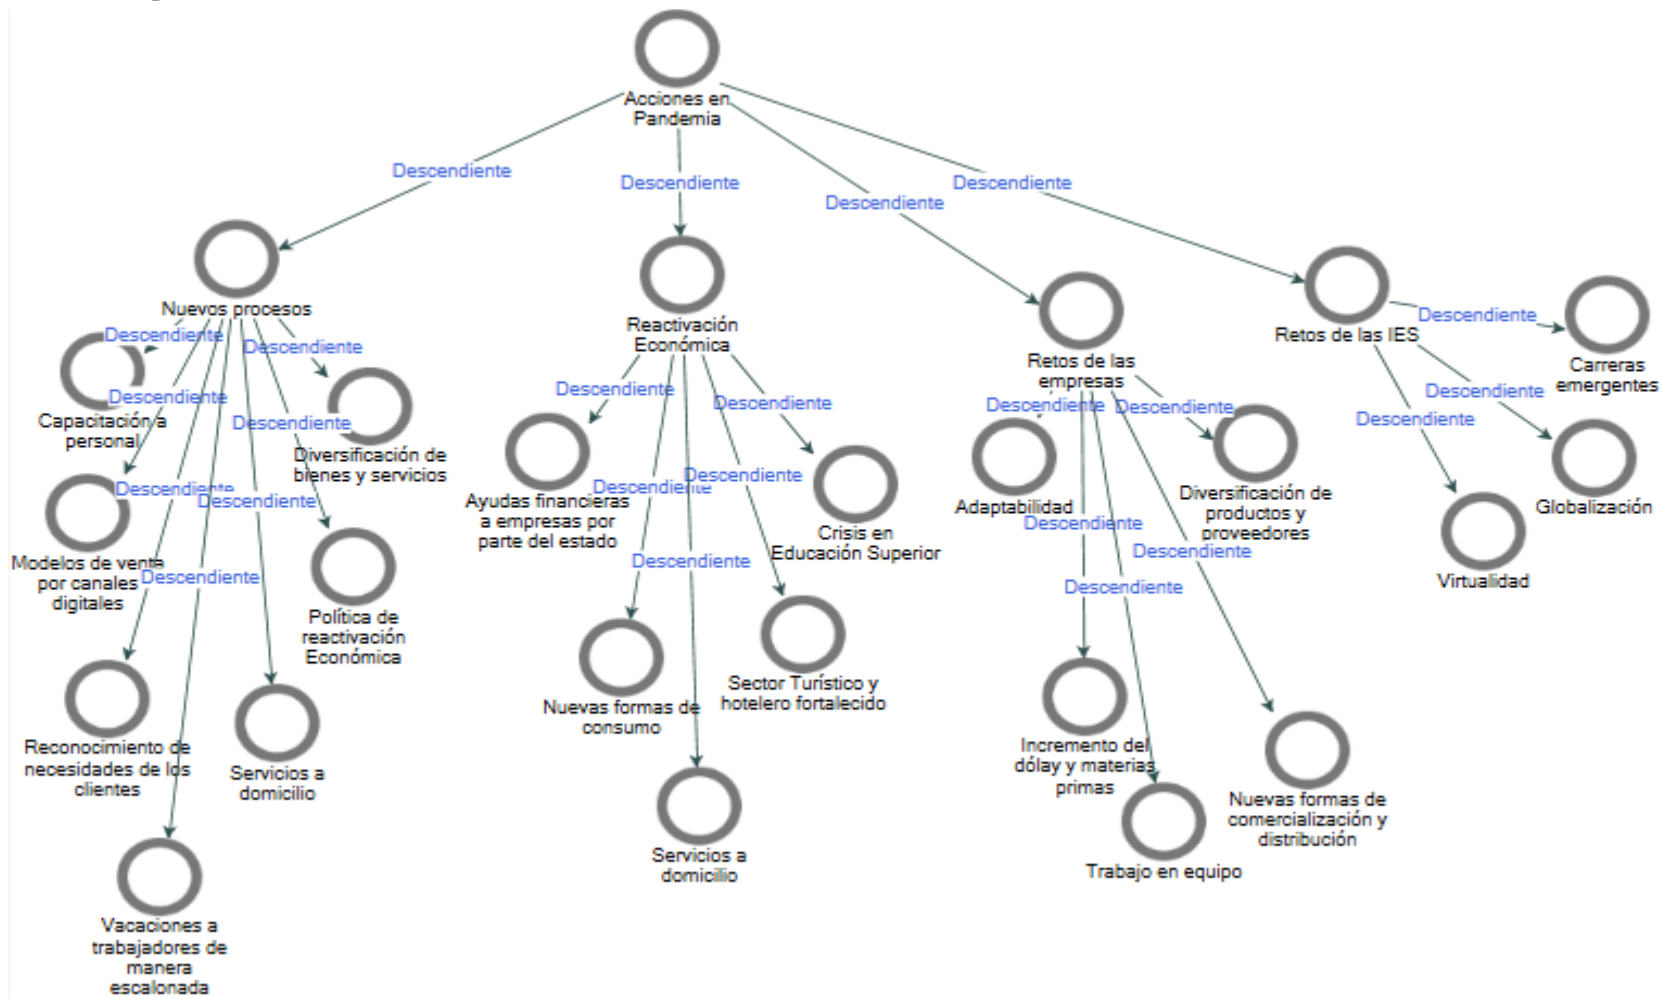 Acciones en
Pandemia
Descendiente
Descendiente
Descendiente
Descendiente
Nuevos procesos
Reactivación
Económica
Retos de las
empresas
Retos de las IES
Descendiente
Descendiente
Descendiente
Descendiente
Descendiente
Descendiente
Descendiente
Capacitación a
personal
Diversificación de
bienes y servicios
Modelos de venta
por canales
digitales
Política de
reactivación
Económica
Reconocimiento de
necesidades de los
clientes
Servicios a
domicilio
Vacaciones a
trabajadores de
manera
escalonada
Descendiente
Descendiente
Descendiente
Descendiente
Descendiente
Ayudas financieras
a empresas por
parte del estado
Crisis en
Educación Superior
Nuevas formas de
consumo
Sector Turístico y
hotelero fortalecido
Servicios a
domicilio
Descendiente
Descendiente
Descendiente
Descendiente
Descendiente
Adaptabilidad
Diversificación de
productos y
proveedores
Incremento del
dólay y materias
primas
Trabajo en equipo
Nuevas formas de
comercialización y
distribución
Descendiente
Descendiente
Descendiente
Carreras
emergentes
Globalización
Virtualidad